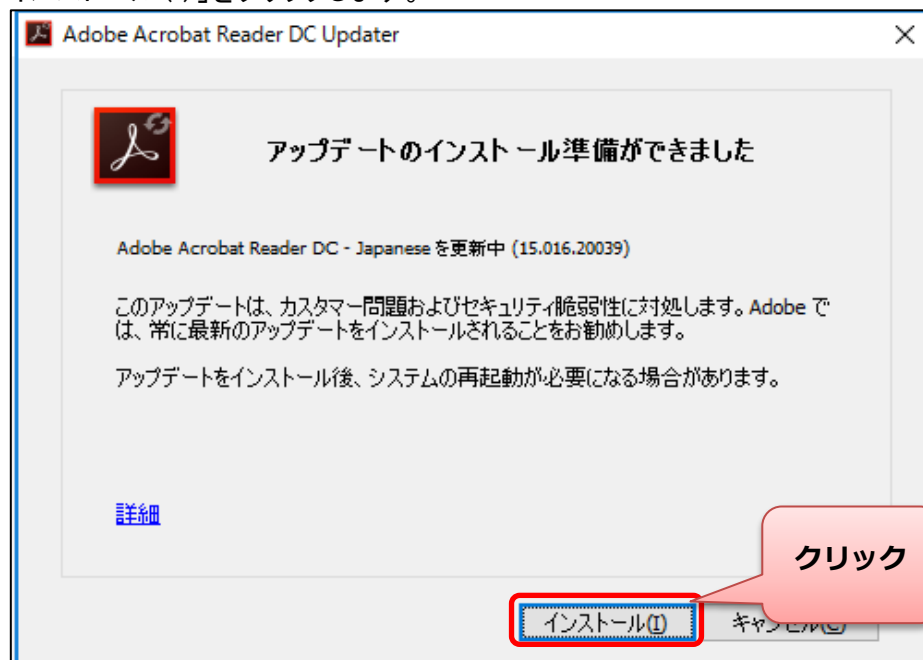 Adobe Acrobat Reader DC Updater
アップデートのインストール準備ができました
Adobe Acrobat Reader DC - Japanese を更新中 (15.016.20039)
このアップデートは、カスタマー問題およびセキュリティ脆弱性に対処します。Adobe で
は、常に最新のアップデートをインストールされることをお勧めします。
アップデートをインストール後、システムの再起動が必要になる場合があります。
詳細
クリック
インストール(I)